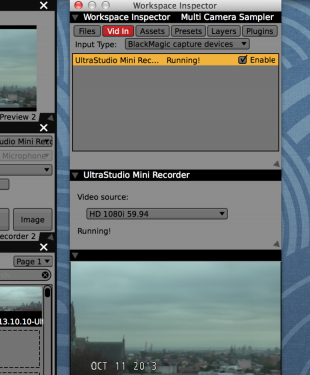 Workspace Inspector
Workspace Inspector Multi Camera Sampler
Files Vid In Assets Presets Layers Plugins
Input Type: BlackMagic capture devices
UltraStudio Mini Rec... Running! Enable
Preview 2
udio Mini Rec
Microphone
UltraStudio Mini Recorder
Video source:
HD 1080i 59.94
Image
Running!
ecorder 2
Page 1
13.10.10-Ul
OCT 11 2013